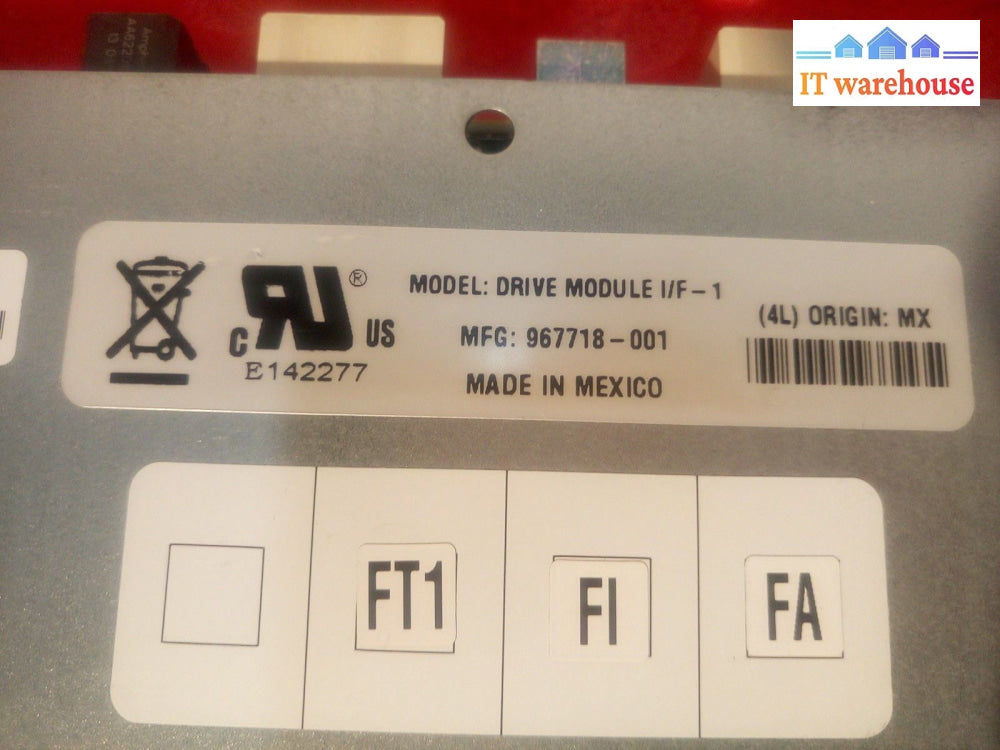 IT warehouse
MODEL: DRIVE MODULE I/F-1
MFG: 967718-001
MADE IN MEXICO
(4L) ORIGIN: MX
C RU® US
E142277
FT1
FI
FA